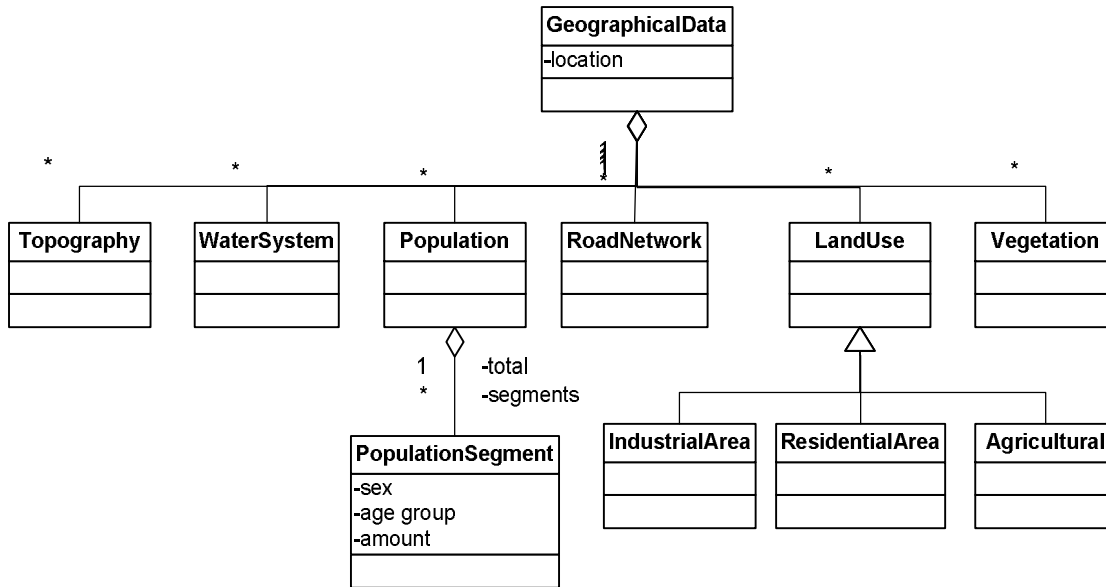 GeographicalData
-location
1
* * * * * *
Topography WaterSystem Population RoadNetwork LandUse Vegetation
1 -total
* -segments
PopulationSegment
-sex
-age group
-amount
IndustrialArea ResidentialArea Agricultural